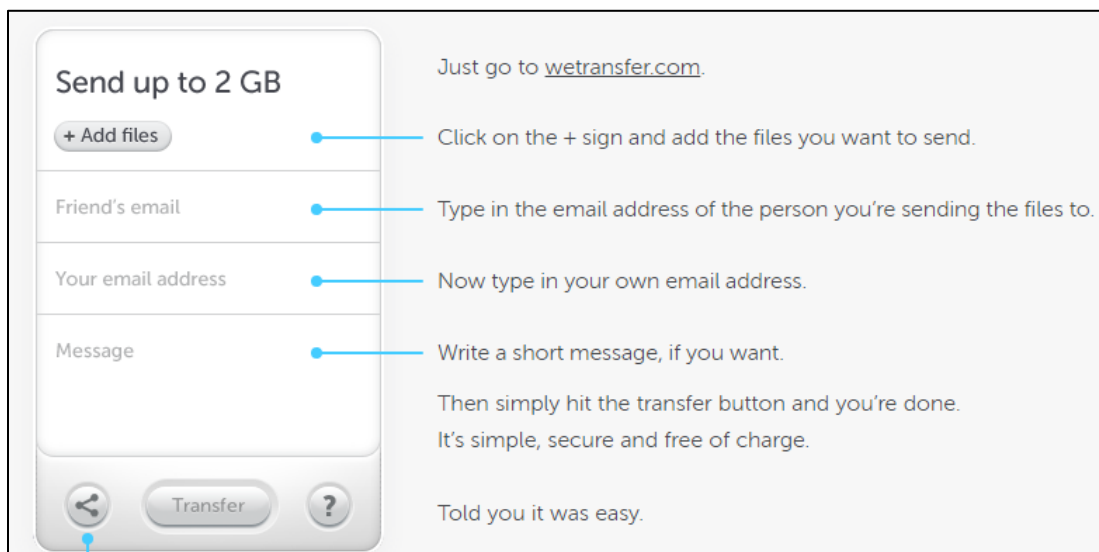 Send up to 2 GB
+ Add files
Friend's email
Your email address
Message
Transfer
?
Just go to wetransfer.com.
Click on the + sign and add the files you want to send.
Type in the email address of the person you're sending the files to.
Now type in your own email address.
Write a short message, if you want.
Then simply hit the transfer button and you're done.
It's simple, secure and free of charge.
Told you it was easy.